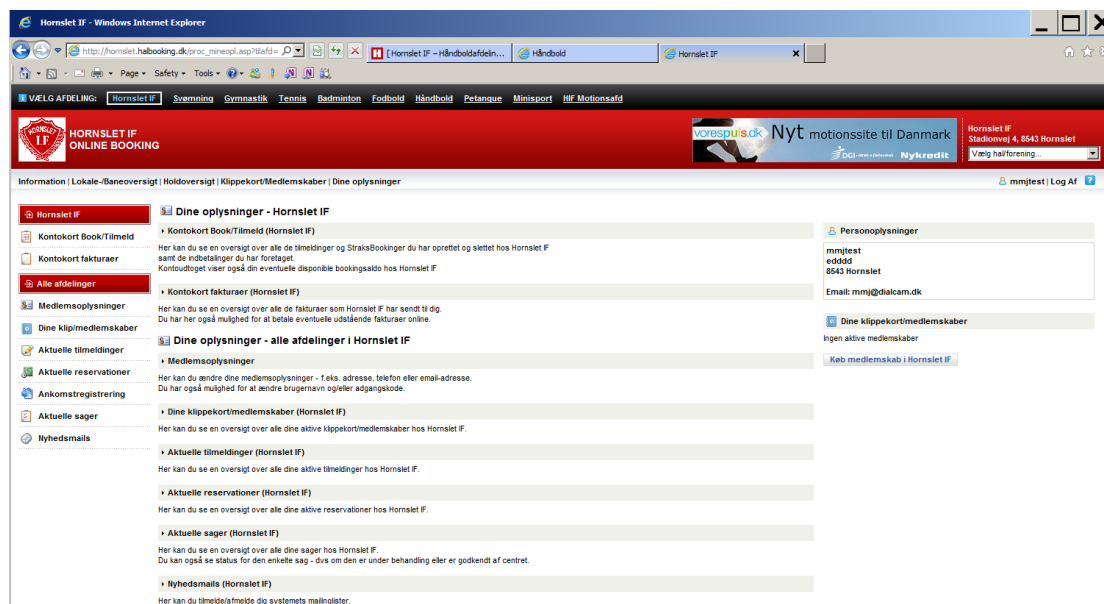 Hornslet IF - Windows Internet Explorer
http://hornslet.halbooking.dk/proc_mineopl.asp?tilafd=
[ Hornslet IF – Håndboldafdelin...
Håndbold
Hornslet IF
Page
Safety
Tools
VÆLG AFDELING:
Hornslet IF
Svømning
Gymnastik
Tennis
Badminton
Fodbold
Håndbold
Petanque
Minisport
HIF Motionsafd
HORNSLET
I.F
HORNSLET IF
ONLINE BOOKING
vorespuls.dk
Nyt motionssite til Danmark
DGI
Nykredit
Hornslet IF
Stadionvej 4, 8543 Hornslet
Vælg hal/forening...
Information | Lokale-/Baneoversigt | Holdoversigt | Klippekort/Medlemskaber | Dine oplysninger
mmjtest | Log Af
Hornslet IF
Kontokort Book/Tilmeld
Kontokort fakturaer
Alle afdelinger
Medlemsoplysninger
Dine klip/medlemskaber
Aktuelle tilmeldinger
Aktuelle reservationer
Ankomstregistrering
Aktuelle sager
Nyhedsmails
Dine oplysninger - Hornslet IF
Kontokort Book/Tilmeld (Hornslet IF)
Her kan du se en oversigt over alle de tilmeldinger og StraksBookinger du har oprettet og slettet hos Hornslet IF
samt de indbetalinger du har foretaget.
Kontoudtoget viser også din eventuelle disponible bookingsaldo hos Hornslet IF
Kontokort fakturaer (Hornslet IF)
Her kan du se en oversigt over alle de fakturaer som Hornslet IF har sendt til dig.
Du har her også mulighed for at betale eventuelle udstående fakturaer online.
Dine oplysninger - alle afdelinger i Hornslet IF
Medlemsoplysninger
Her kan du ændre dine medlemsoplysninger - f.eks. adresse, telefon eller email-adresse.
Du har også mulighed for at ændre brugernavn og/eller adgangskode.
Dine klippekort/medlemskaber (Hornslet IF)
Her kan du se en oversigt over alle dine aktive klippekort/medlemskaber hos Hornslet IF.
Aktuelle tilmeldinger (Hornslet IF)
Her kan du se en oversigt over alle dine aktive tilmeldinger hos Hornslet IF.
Aktuelle reservationer (Hornslet IF)
Her kan du se en oversigt over alle dine aktive reservationer hos Hornslet IF.
Aktuelle sager (Hornslet IF)
Her kan du se en oversigt over alle dine sager hos Hornslet IF.
Du kan også se status for den enkelte sag - dvs om den er under behandling eller er godkendt af centret.
Nyhedsmails (Hornslet IF)
Her kan du tilmelde/afmelde dig systemets mailinglister.
Personoplysninger
mmjtest
edddd
8543 Hornslet
Email: mmj@dialcam.dk
Dine klippekort/medlemskaber
Ingen aktive medlemskaber
Køb medlemskab i Hornslet IF